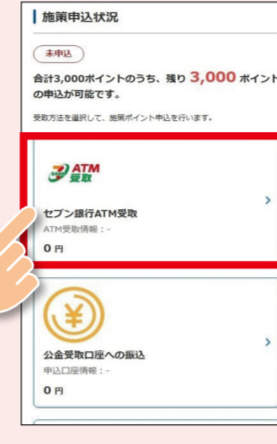 施策申込状況
未申込
合計3,000ポイントのうち、残り 3,000 ポイント
の申込が可能です。
受取方法を選択して、施策ポイント申込を行います。
ATM
受取
セブン銀行ATM受取
ATM受取情報：-
0 円
公金受取口座への振込
申込口座情報：-
0 円